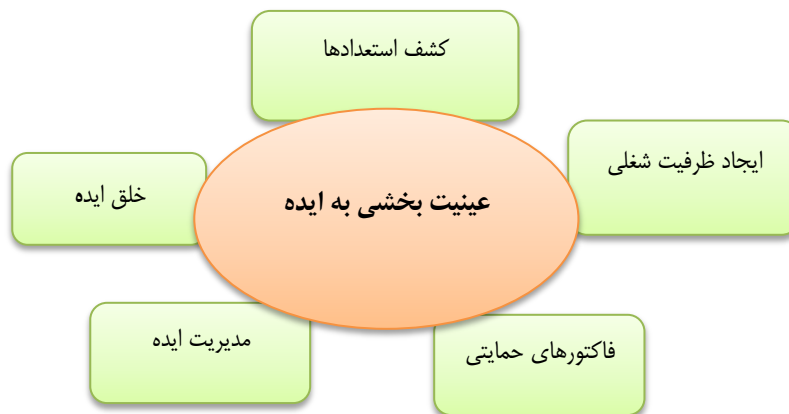 کشف استعدادها
ایجاد ظرفیت شغلی
خلق ایده
عینیت بخشی به ایده
مدیریت ایده
فاکتورهای حمایتی